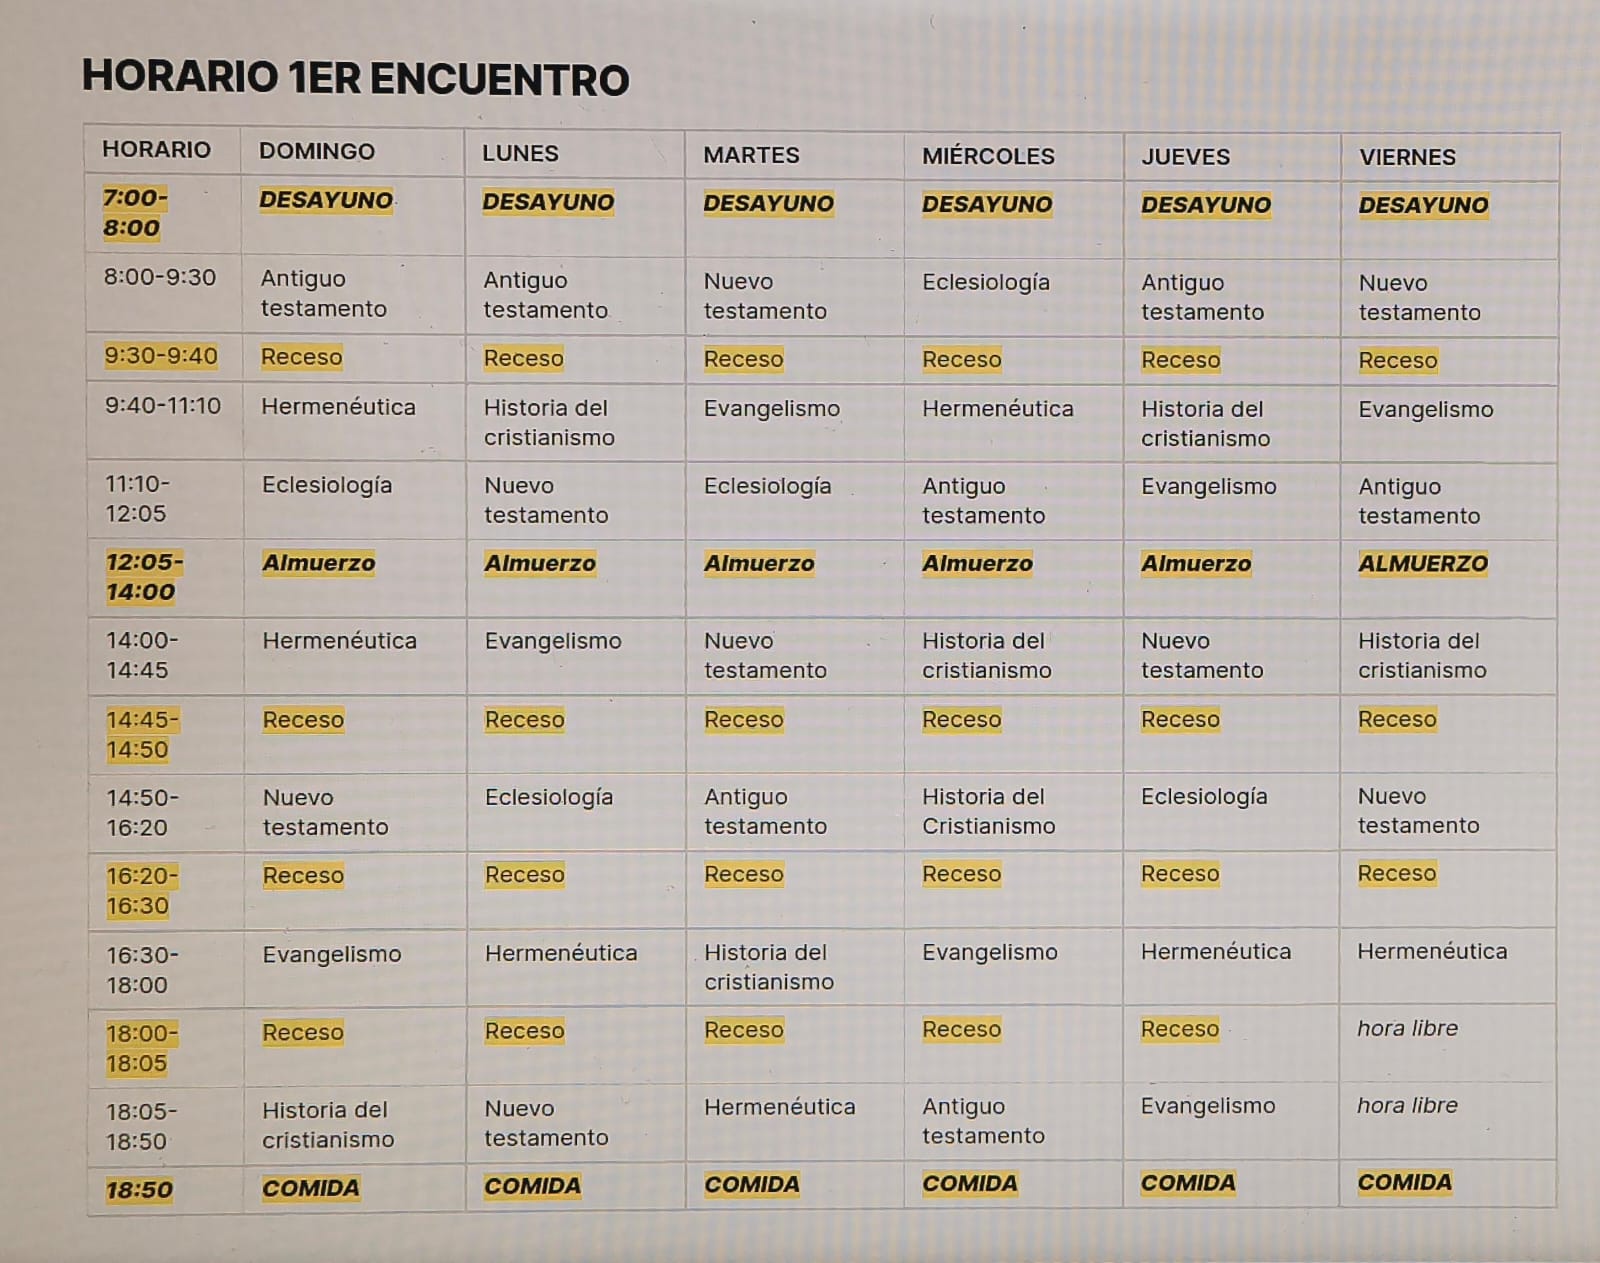 HORARIO 1ER ENCUENTRO
HORARIO DOMINGO LUNES MARTES MIÉRCOLES JUEVES VIERNES
7:00- DESAYUNO DESAYUNO DESAYUNO DESAYUNO DESAYUNO DESAYUNO
8:00
8:00-9:30 Antiguo Antiguo Nuevo Eclesiología Antiguo Nuevo
testamento testamento testamento testamento testamento
9:30-9:40 Receso Receso Receso Receso Receso Receso
9:40-11:10 Hermenéutica Historia del Evangelismo Hermenéutica Historia del Evangelismo
cristianismo cristianismo
11:10- Eclesiología Nuevo Eclesiología Antiguo Evangelismo Antiguo
12:05 testamento testamento testamento
12:05- Almuerzo Almuerzo Almuerzo Almuerzo Almuerzo ALMUERZO
14:00
14:00- Hermenéutica Evangelismo Nuevo Historia del Nuevo Historia del
14:45 testamento cristianismo testamento cristianismo
14:45- Receso Receso Receso Receso Receso Receso
14:50
14:50- Nuevo Eclesiología Antiguo Historia del Eclesiología Nuevo
16:20 testamento testamento Cristianismo testamento
16:20- Receso Receso Receso Receso Receso Receso
16:30
16:30- Evangelismo Hermenéutica Historia del Evangelismo Hermenéutica Hermenéutica
18:00 cristianismo
18:00- Receso Receso Receso Receso Receso hora libre
18:05
18:05- Historia del Nuevo Hermenéutica Antiguo Evangelismo hora libre
18:50 cristianismo testamento testamento
18:50 COMIDA COMIDA COMIDA COMIDA COMIDA COMIDA